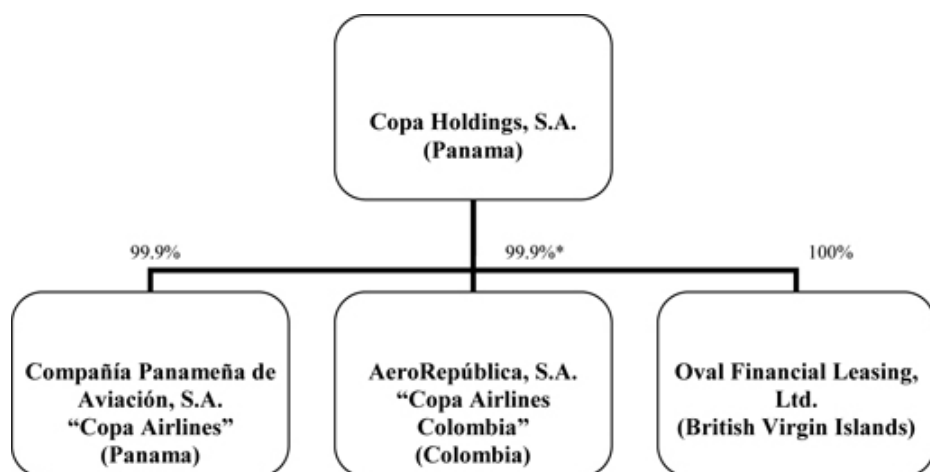 Copa Holdings, S.A.
(Panama)
99.9%
99.9%*
100%
Compañía Panameña de
Aviación, S.A.
“Copa Airlines”
(Panama)
AeroRepública, S.A.
“Copa Airlines
Colombia”
(Colombia)
Oval Financial Leasing,
Ltd.
(British Virgin Islands)